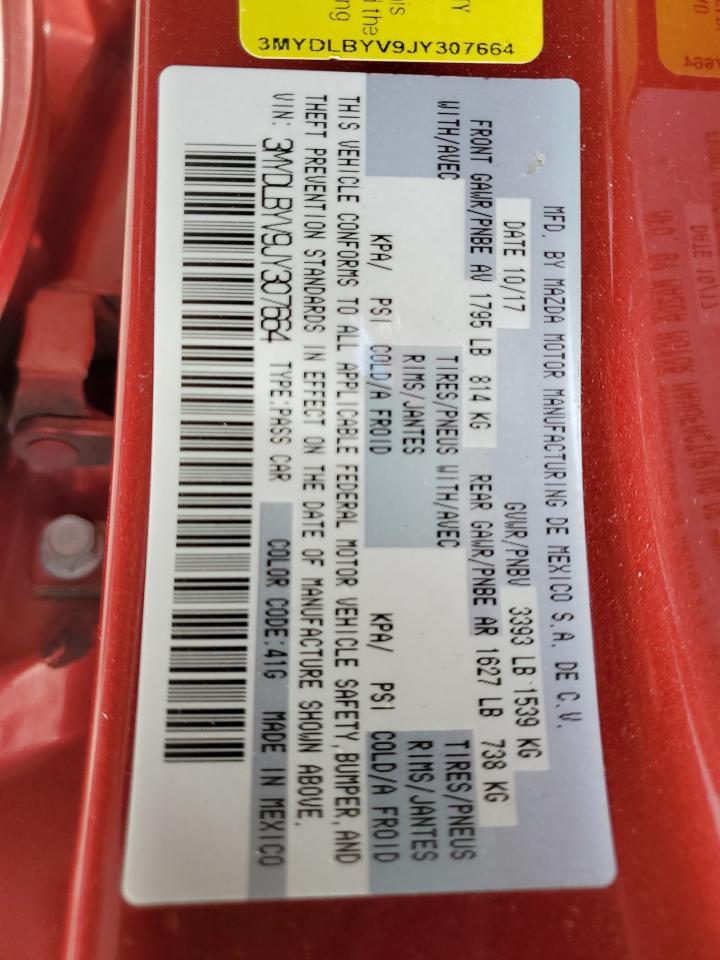 TY
is
d the
ng
3MYDLBYV9JY307664
MFD. BY MAZDA MOTOR MANUFACTURING DE MEXICO S.A. DE C.V.
DATE 10/17 GVWR/PNBV 3393 LB 1539 KG
FRONT GAWR/PNBE AV 1795 LB 814 KG REAR GAWR/PNBE AR 1627 LB 738 KG
WITH/AVEC TIRES/PNEUS WITH/AVEC TIRES/PNEUS
RIMS/JANTES RIMS/JANTES
KPA/ PSI COLD/A FROID KPA/ PSI COLD/A FROID
THIS VEHICLE CONFORMS TO ALL APPLICABLE FEDERAL MOTOR VEHICLE SAFETY, BUMPER, AND
THEFT PREVENTION STANDARDS IN EFFECT ON THE DATE OF MANUFACTURE SHOWN ABOVE.
VIN: 3MYDLBYV9JY307664 TYPE:PASS CAR COLOR CODE:41G MADE IN MEXICO